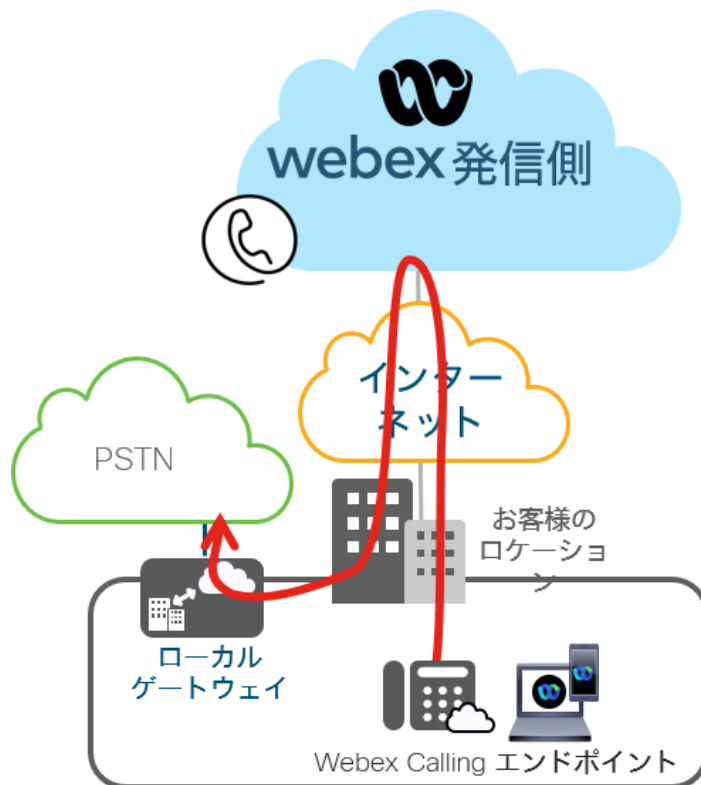 webex 発信側
インター
ネット
PSTN
お客様の
ロケーショ
ン
ローカル
ゲートウェイ
Webex Calling エンドポイント